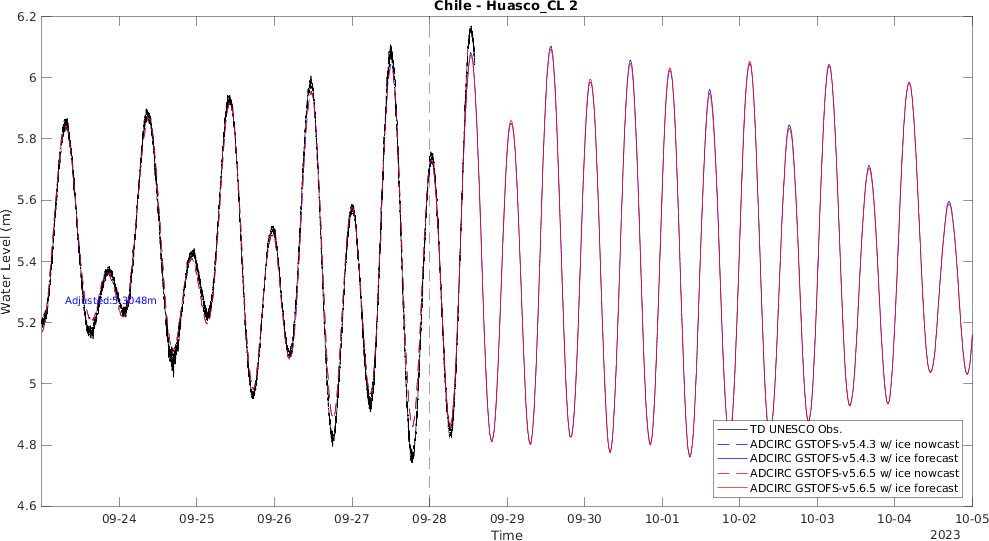 Chile - Huasco_CL 2
6.2
6
5.8
5.6
5.4
5.2
5
4.8
4.6
Water Level (m)
Adjusted:5.3048m
TD UNESCO Obs.
ADCIRC GSTOFS-v5.4.3 w/ ice nowcast
ADCIRC GSTOFS-v5.4.3 w/ ice forecast
ADCIRC GSTOFS-v5.6.5 w/ ice nowcast
ADCIRC GSTOFS-v5.6.5 w/ ice forecast
09-24 09-25 09-26 09-27 09-28 09-29 09-30 10-01 10-02 10-03 10-04 10-05
Time
2023